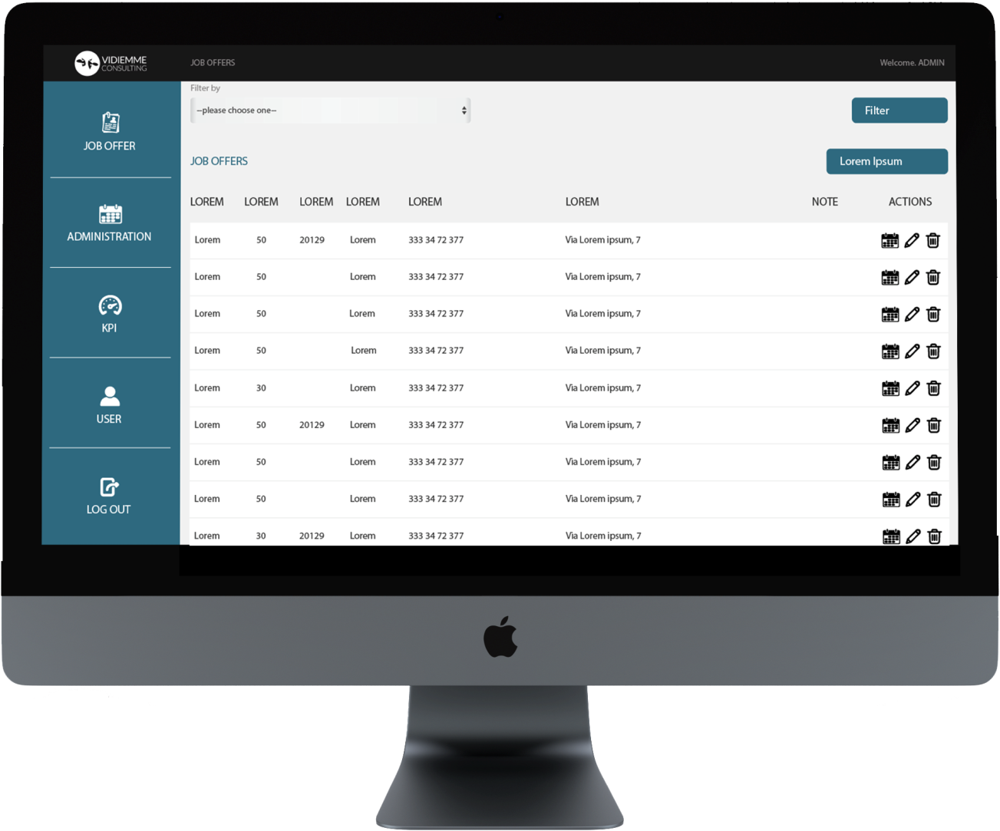 VIDIEMME
CONSULTING
JOB OFFERS
Welcome. ADMIN
JOB OFFER
ADMINISTRATION
KPI
USER
LOG OUT
Filter by
--please choose one--
Filter
JOB OFFERS
Lorem Ipsum
LOREM LOREM LOREM LOREM LOREM LOREM NOTE ACTIONS
Lorem 50 20129 Lorem 333 34 72 377 Via Lorem ipsum, 7
Lorem 50 Lorem 333 34 72 377 Via Lorem ipsum, 7
Lorem 50 Lorem 333 34 72 377 Via Lorem ipsum, 7
Lorem 50 Lorem 333 34 72 377 Via Lorem ipsum, 7
Lorem 30 Lorem 333 34 72 377 Via Lorem ipsum, 7
Lorem 50 20129 Lorem 333 34 72 377 Via Lorem ipsum, 7
Lorem 50 Lorem 333 34 72 377 Via Lorem ipsum, 7
Lorem 50 Lorem 333 34 72 377 Via Lorem ipsum, 7
Lorem 30 20129 Lorem 333 34 72 377 Via Lorem ipsum, 7